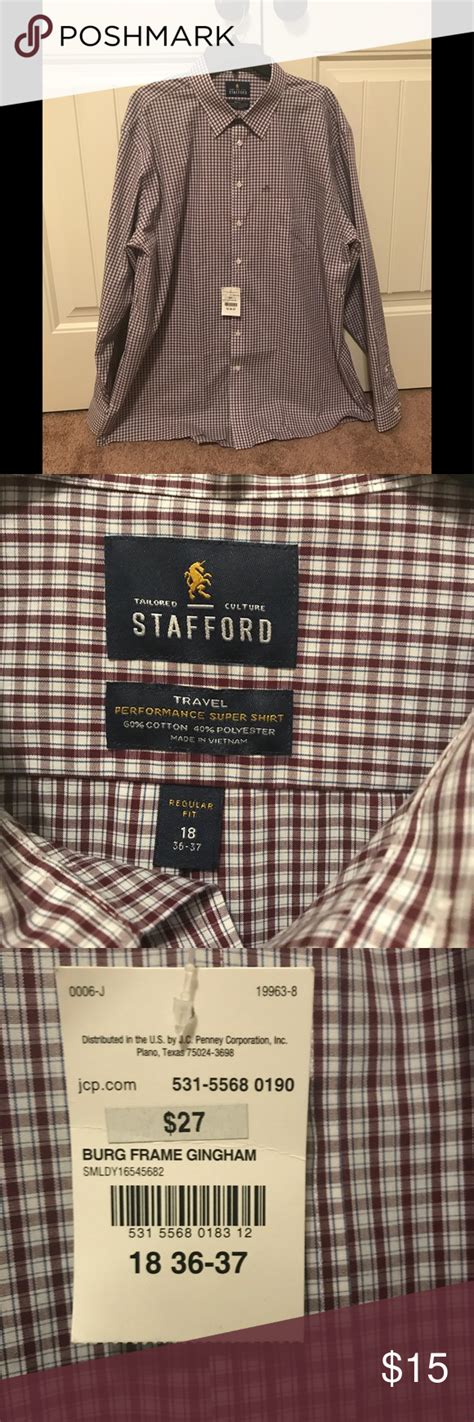 POSHMARK
STAFFORD
TAILORED CULTURE
STAFFORD
TRAVEL
PERFORMANCE SUPER SHIRT
60% COTTON 40% POLYESTER
MADE IN VIETNAM
REGULAR
FIT
18
36-37
0006-J 19963-8
Distributed in the U.S. by J.C. Penney Corporation, Inc.
Plano, Texas 75024-3698
jcp.com 531-5568 0190
$27
BURG FRAME GINGHAM
SMLDY16545682
531 5568 0183 12
18 36-37
$15